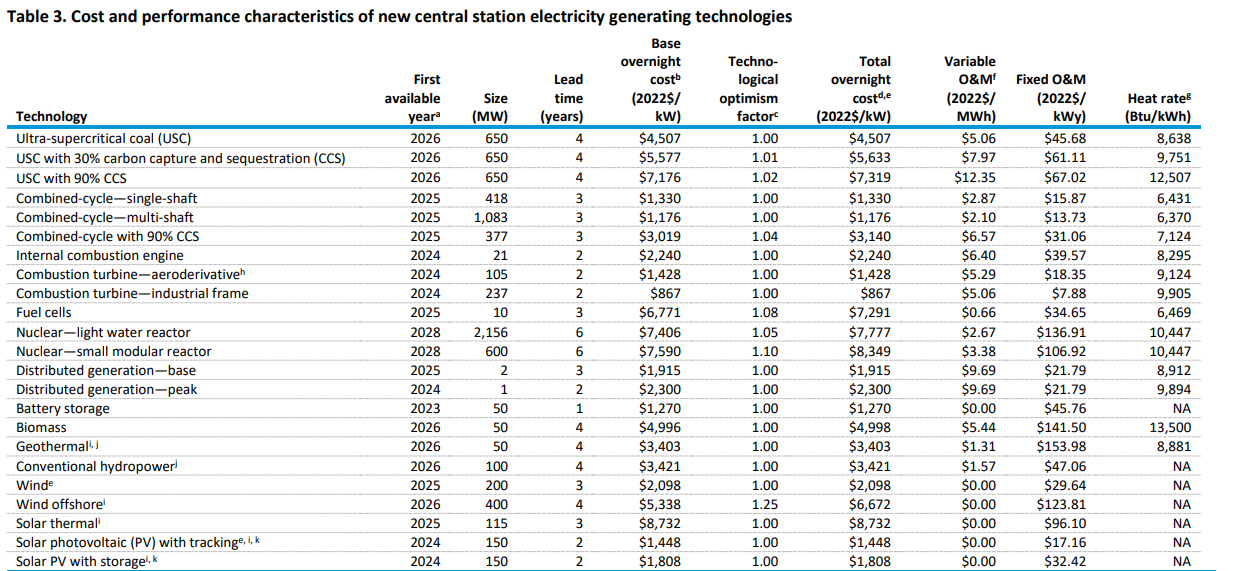 Table 3. Cost and performance characteristics of new central station electricity generating technologies
Base
overnight Techno- Total Variable
First Lead costᵇ logical overnight O&Mᶠ Fixed O&M
available Size time (2022$/ optimism costᵈ,ᵉ (2022$/ (2022$/ Heat rateᵍ
Technology yearᵃ (MW) (years) kW) factorᶜ (2022$/kW) MWh) kWy) (Btu/kWh)
Ultra-supercritical coal (USC) 2026 650 4 $4,507 1.00 $4,507 $5.06 $45.68 8,638
USC with 30% carbon capture and sequestration (CCS) 2026 650 4 $5,577 1.01 $5,633 $7.97 $61.11 9,751
USC with 90% CCS 2026 650 4 $7,176 1.02 $7,319 $12.35 $67.02 12,507
Combined-cycle—single-shaft 2025 418 3 $1,330 1.00 $1,330 $2.87 $15.87 6,431
Combined-cycle—multi-shaft 2025 1,083 3 $1,176 1.00 $1,176 $2.10 $13.73 6,370
Combined-cycle with 90% CCS 2025 377 3 $3,019 1.04 $3,140 $6.57 $31.06 7,124
Internal combustion engine 2024 21 2 $2,240 1.00 $2,240 $6.40 $39.57 8,295
Combustion turbine—aeroderivativeʰ 2024 105 2 $1,428 1.00 $1,428 $5.29 $18.35 9,124
Combustion turbine—industrial frame 2024 237 2 $867 1.00 $867 $5.06 $7.88 9,905
Fuel cells 2025 10 3 $6,771 1.08 $7,291 $0.66 $34.65 6,469
Nuclear—light water reactor 2028 2,156 6 $7,406 1.05 $7,777 $2.67 $136.91 10,447
Nuclear—small modular reactor 2028 600 6 $7,590 1.10 $8,349 $3.38 $106.92 10,447
Distributed generation—base 2025 2 3 $1,915 1.00 $1,915 $9.69 $21.79 8,912
Distributed generation—peak 2024 1 2 $2,300 1.00 $2,300 $9.69 $21.79 9,894
Battery storage 2023 50 1 $1,270 1.00 $1,270 $0.00 $45.76 NA
Biomass 2026 50 4 $4,996 1.00 $4,998 $5.44 $141.50 13,500
Geothermalⁱ,ʲ 2026 50 4 $3,403 1.00 $3,403 $1.31 $153.98 8,881
Conventional hydropowerʲ 2026 100 4 $3,421 1.00 $3,421 $1.57 $47.06 NA
Windᵉ 2025 200 3 $2,098 1.00 $2,098 $0.00 $29.64 NA
Wind offshoreⁱ 2026 400 4 $5,338 1.25 $6,672 $0.00 $123.81 NA
Solar thermalⁱ 2025 115 3 $8,732 1.00 $8,732 $0.00 $96.10 NA
Solar photovoltaic (PV) with trackingᵉ,ⁱ,ᵏ 2024 150 2 $1,448 1.00 $1,448 $0.00 $17.16 NA
Solar PV with storageⁱ,ᵏ 2024 150 2 $1,808 1.00 $1,808 $0.00 $32.42 NA